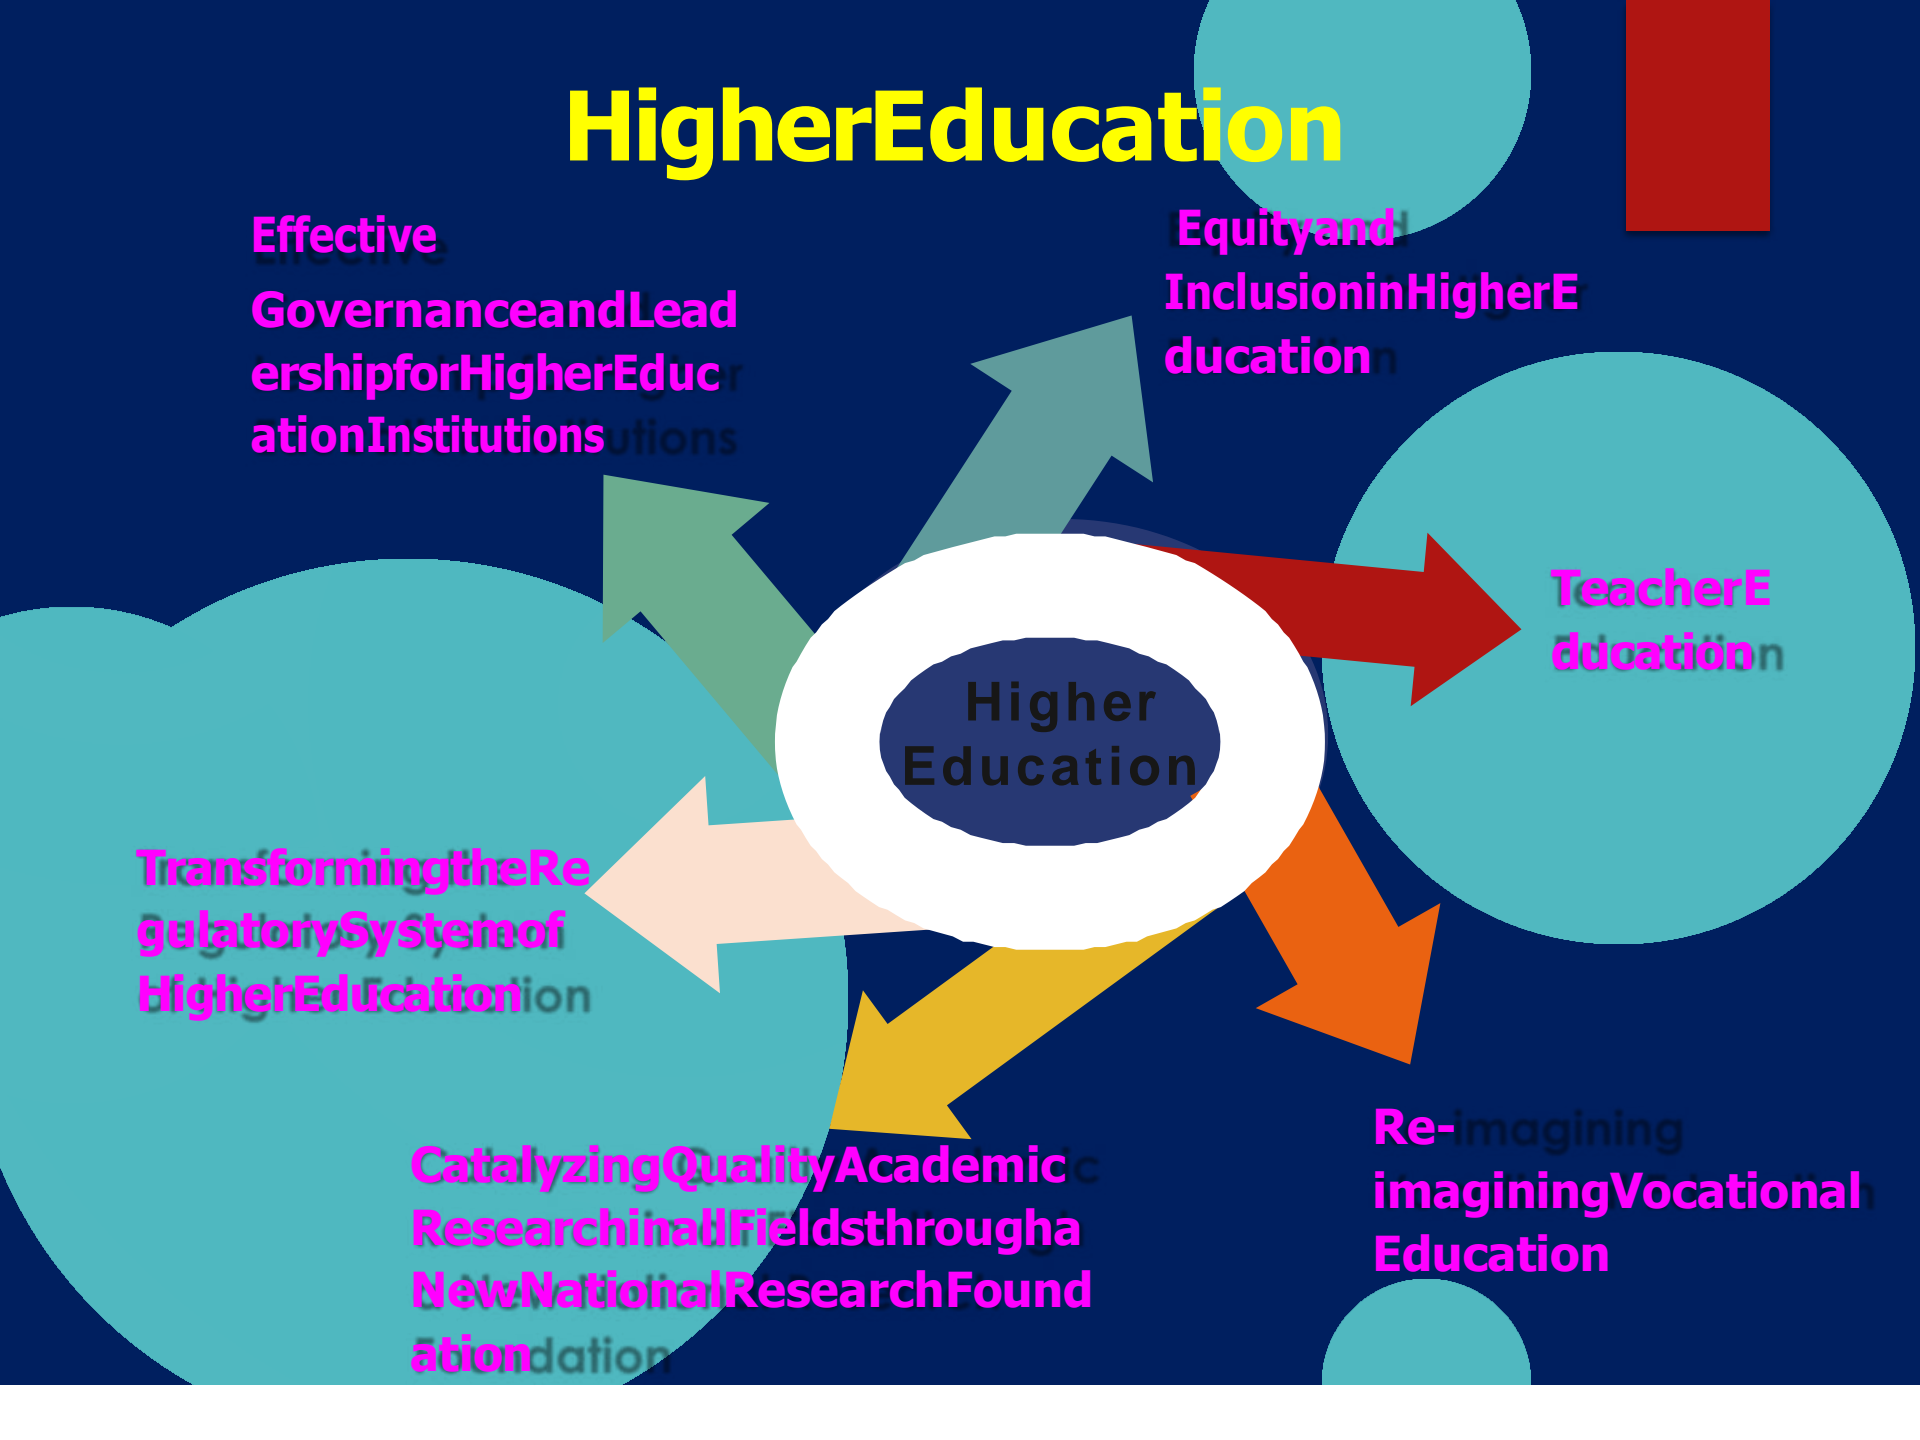 HigherEducation
Effective
GovernanceandLead
ershipforHigherEduc
ationInstitutions
Equityand
InclusioninHigherE
ducation
TeacherE
ducation
Higher
Education
TransformingtheRe
gulatorySystemof
HigherEducation
CatalyzingQualityAcademic
ResearchinallFieldsthrougha
NewNationalResearchFound
ation
Re-
imaginingVocational
Education